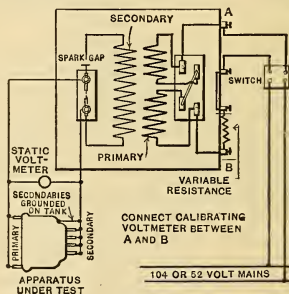 SECONDARY
A
SPARK GAP
SWITCH
STATIC
VOLT-
METER
PRIMARY
B
SECONDARIES
GROUNDED
ON TANK
VARIABLE
RESISTANCE
PRIMARY
SECONDARY
CONNECT CALIBRATING
VOLTMETER BETWEEN
A AND B
104 OR 52 VOLT MAINS
APPARATUS
UNDER TEST